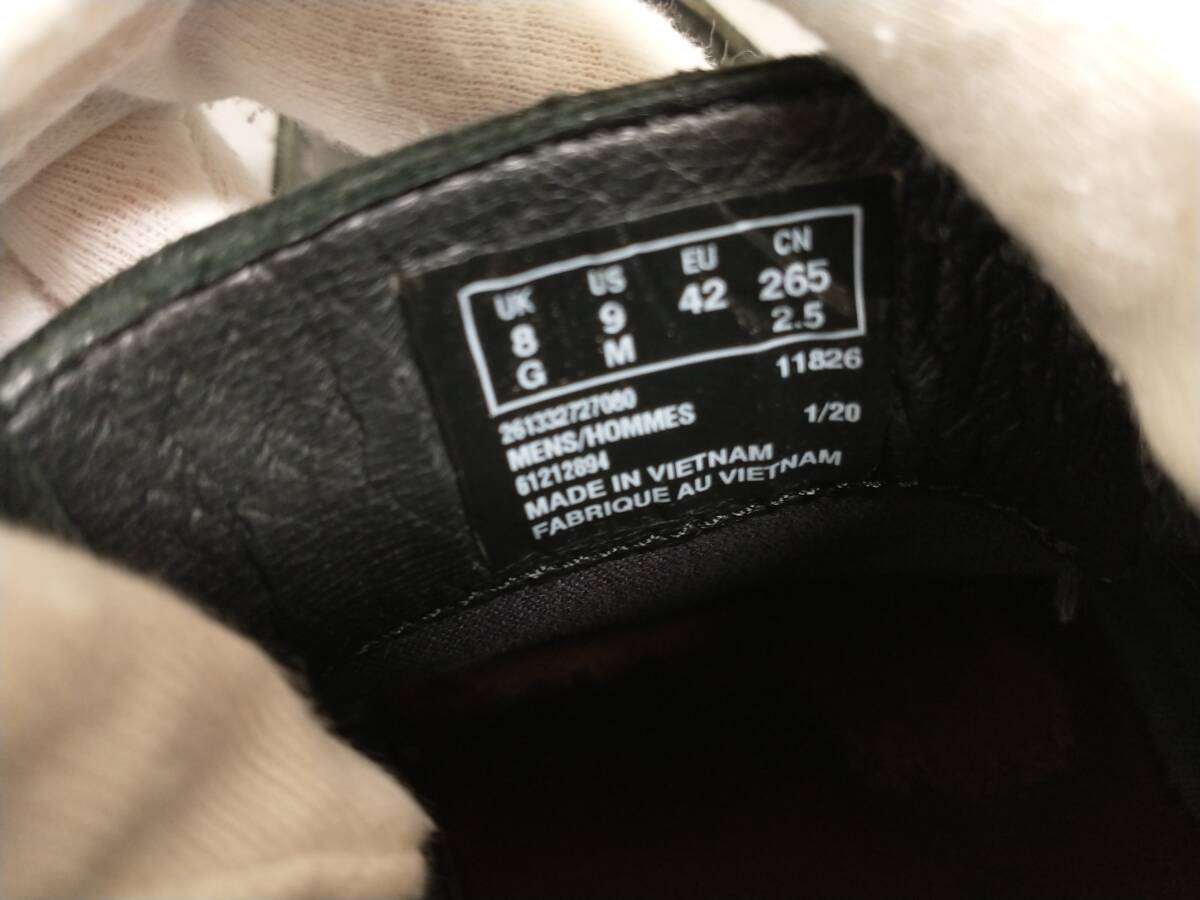 UK US EU CN
8 9 42 265
G M 2.5
11826
261332727080
MENS/HOMMES 1/20
61212894
MADE IN VIETNAM
FABRIQUE AU VIETNAM